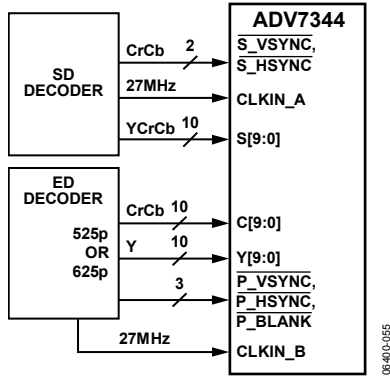 ADV7344
SD
DECODER
CrCb 2
S_VSYNC,
S_HSYNC
27MHz
CLKIN_A
YCrCb 10
S[9:0]
ED
DECODER
525p
OR
625p
CrCb 10
C[9:0]
Y 10
Y[9:0]
3
P_VSYNC,
P_HSYNC,
P_BLANK
27MHz
CLKIN_B
06400-055